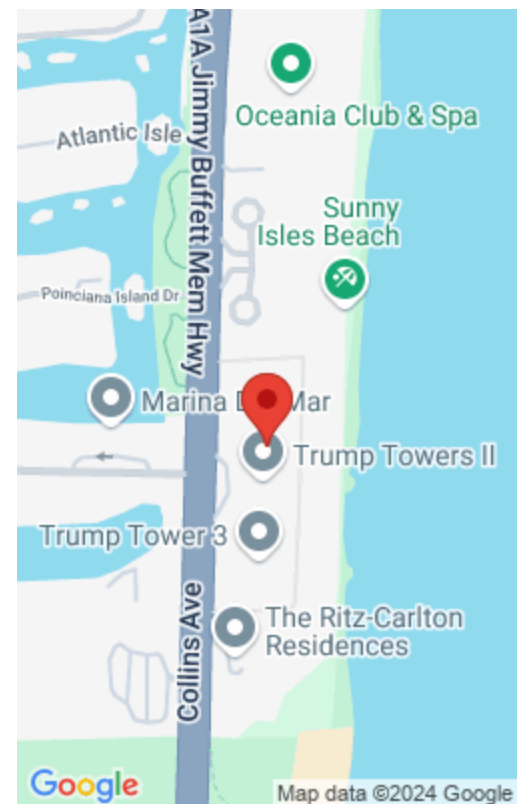 A1A Jimmy Buffett Mem Hwy
Oceania Club & Spa
Atlantic Isle
Sunny
Isles Beach
Poinciana Island Dr
Marina Mar
Trump Towers II
Trump Tower 3
The Ritz-Carlton
Residences
Collins Ave
Google
Map data ©2024 Google